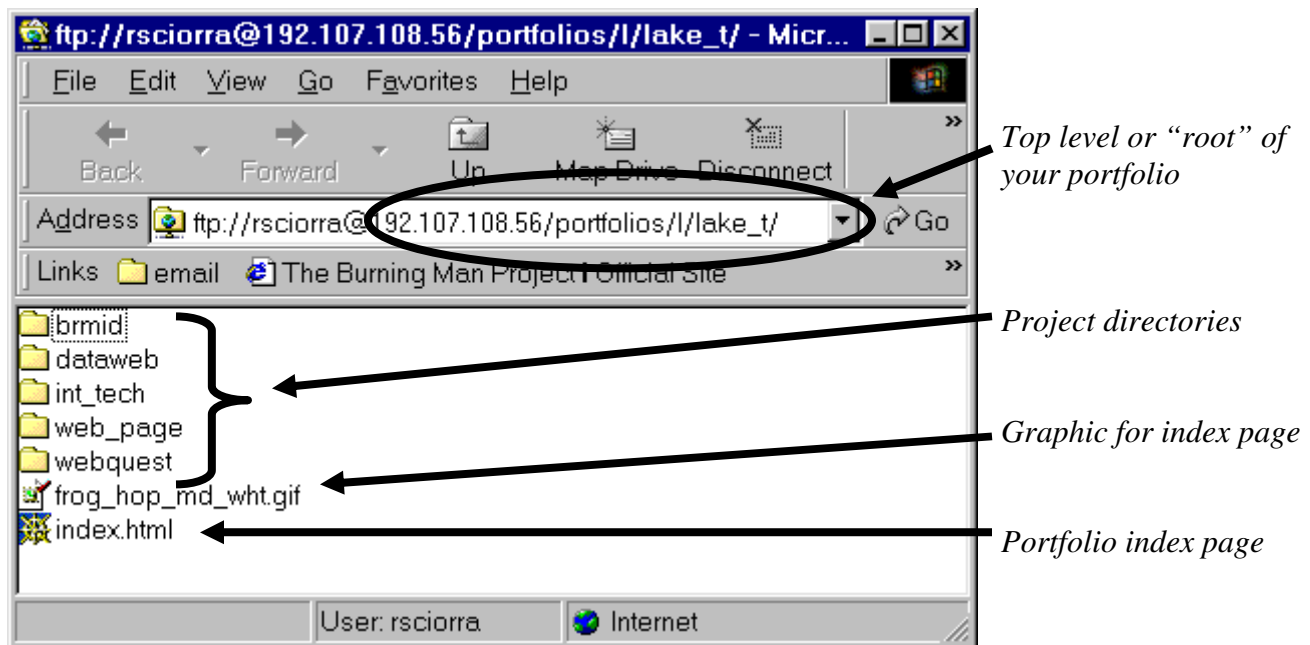 ftp://rsciorra@192.107.108.56/portfolios/l/lake_t/ - Micr...
File Edit View Go Favorites Help
Back Forward Up Map Drive Disconnect »
Top level or “root” of
your portfolio
Address ftp://rsciorra@192.107.108.56/portfolios/l/lake_t/ Go
Links email The Burning Man Project Official Site »
brmid
Project directories
dataweb
int_tech
web_page
Graphic for index page
webquest
frog_hop_md_wht.gif
index.html
Portfolio index page
User: rsciorra Internet